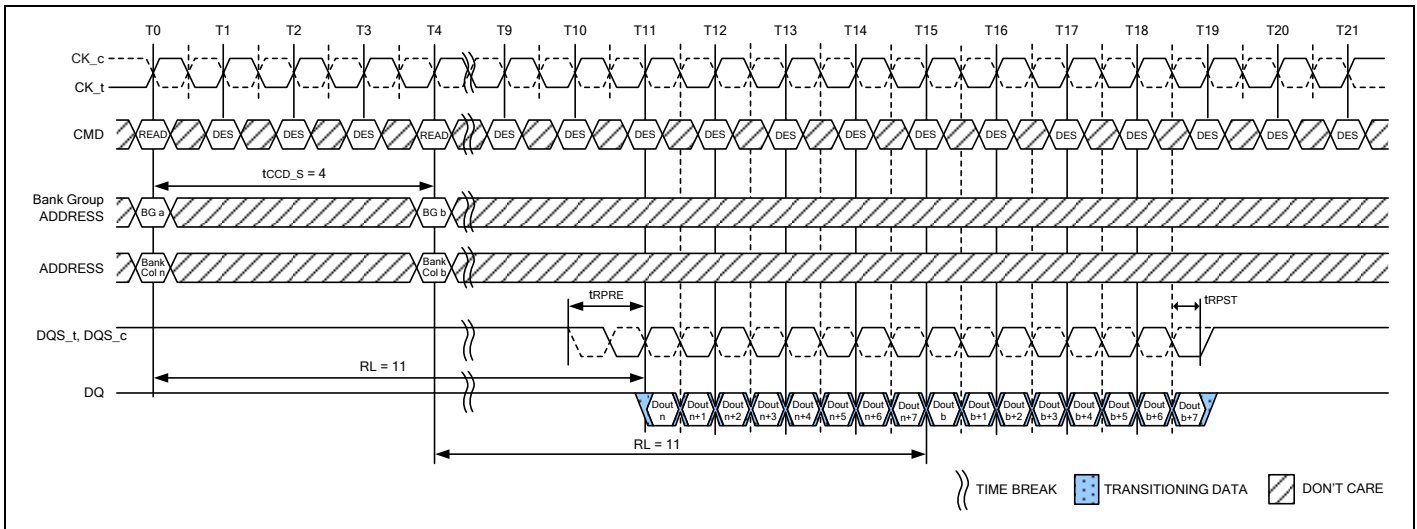 T0 T1 T2 T3 T4 T9 T10 T11 T12 T13 T14 T15 T16 T17 T18 T19 T20 T21
CK_c
CK_t
CMD READ DES DES DES READ DES DES DES DES DES DES DES DES DES DES DES DES DES
tCCD_S = 4
Bank Group
ADDRESS BG a BG b
ADDRESS Bank Col n Bank Col b
tRPRE tRPST
DQS_t, DQS_c
RL = 11
DQ Dout n Dout n+1 Dout n+2 Dout n+3 Dout n+4 Dout n+5 Dout n+6 Dout n+7 Dout b Dout b+1 Dout b+2 Dout b+3 Dout b+4 Dout b+5 Dout b+6 Dout b+7
RL = 11
TIME BREAK TRANSITIONING DATA DON'T CARE